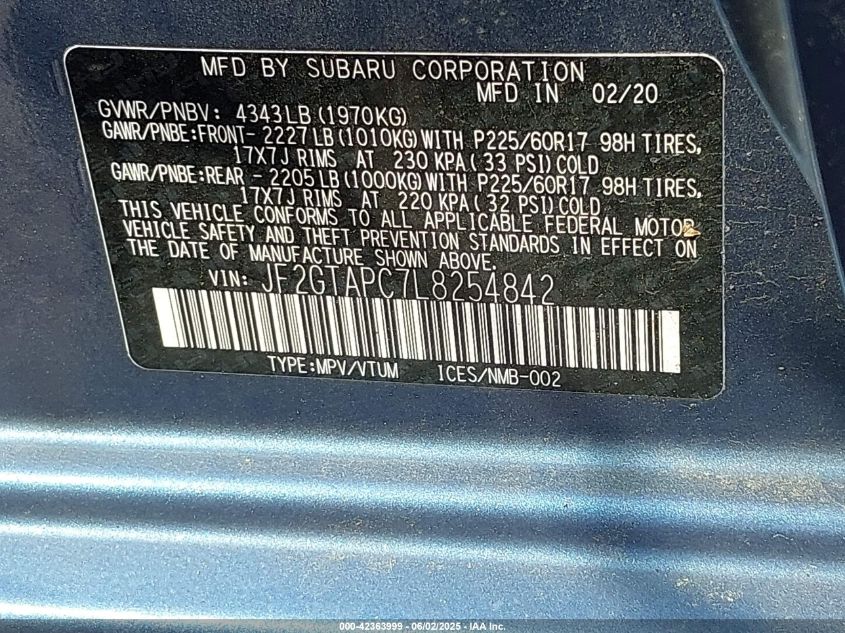 MFD BY SUBARU CORPORATION
MFD IN 02/20
GVWR/PNBV: 4343LB (1970KG)
GAWR/PNBE:FRONT- 2227LB(1010KG)WITH P225/60R17 98H TIRES,
17X7J RIMS AT 230 KPA( 33 PSI)COLD
GAWR/PNBE:REAR - 2205LB(1000KG)WITH P225/60R17 98H TIRES,
17X7J RIMS AT 220 KPA( 32 PSI)COLD
THIS VEHICLE CONFORMS TO ALL APPLICABLE FEDERAL MOTOR
VEHICLE SAFETY AND THEFT PREVENTION STANDARDS IN EFFECT ON
THE DATE OF MANUFACTURE SHOWN ABOVE.
VIN: JF2GTAPC7L8254842
TYPE:MPV/VTUM ICES/NMB-002
000-42363999 - 06/02/2025 - IAA Inc.